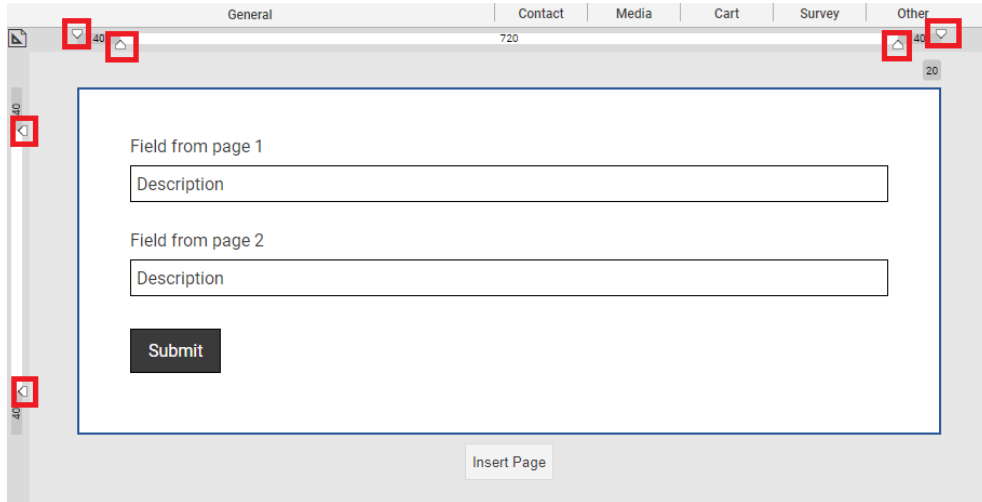 General Contact Media Cart Survey Other
40 720 40
20
40
Field from page 1
Description
Field from page 2
Description
Submit
40
Insert Page